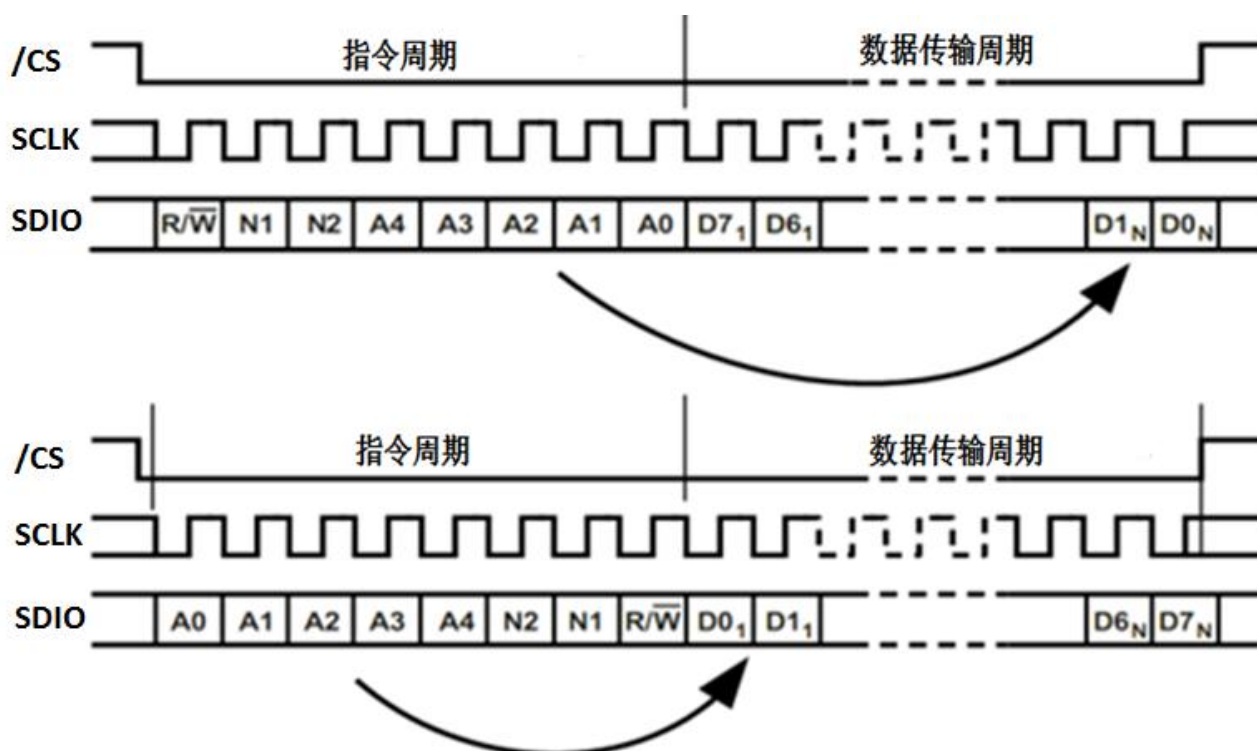 /CS 指令周期 数据传输周期
SCLK
SDIO R/W̅ N1 N2 A4 A3 A2 A1 A0 D7₁ D6₁ D1N D0N
/CS 指令周期 数据传输周期
SCLK
SDIO A0 A1 A2 A3 A4 N2 N1 R/W̅ D0₁ D1₁ D6N D7N